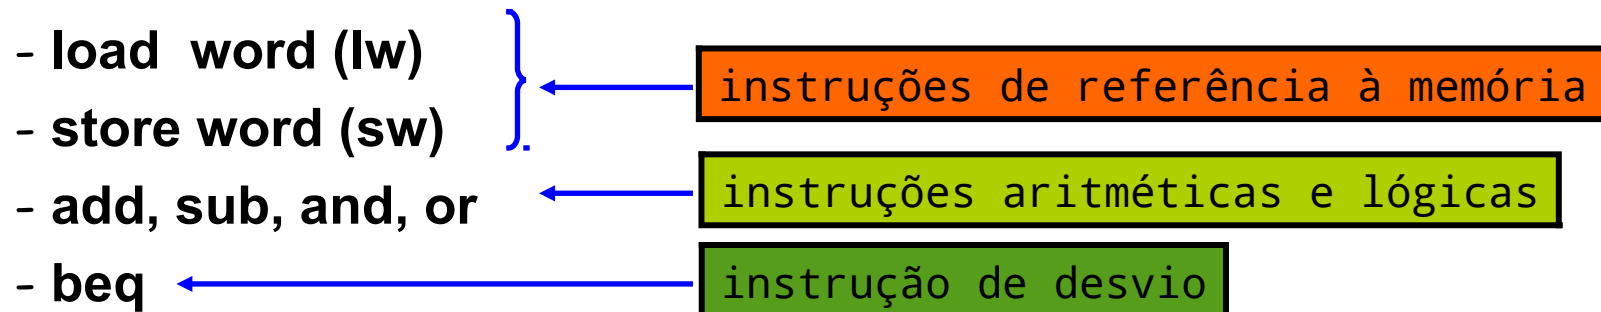 - load word (lw)
instruções de referência à memória
- store word (sw)
instruções aritméticas e lógicas
- add, sub, and, or
- beq
instrução de desvio